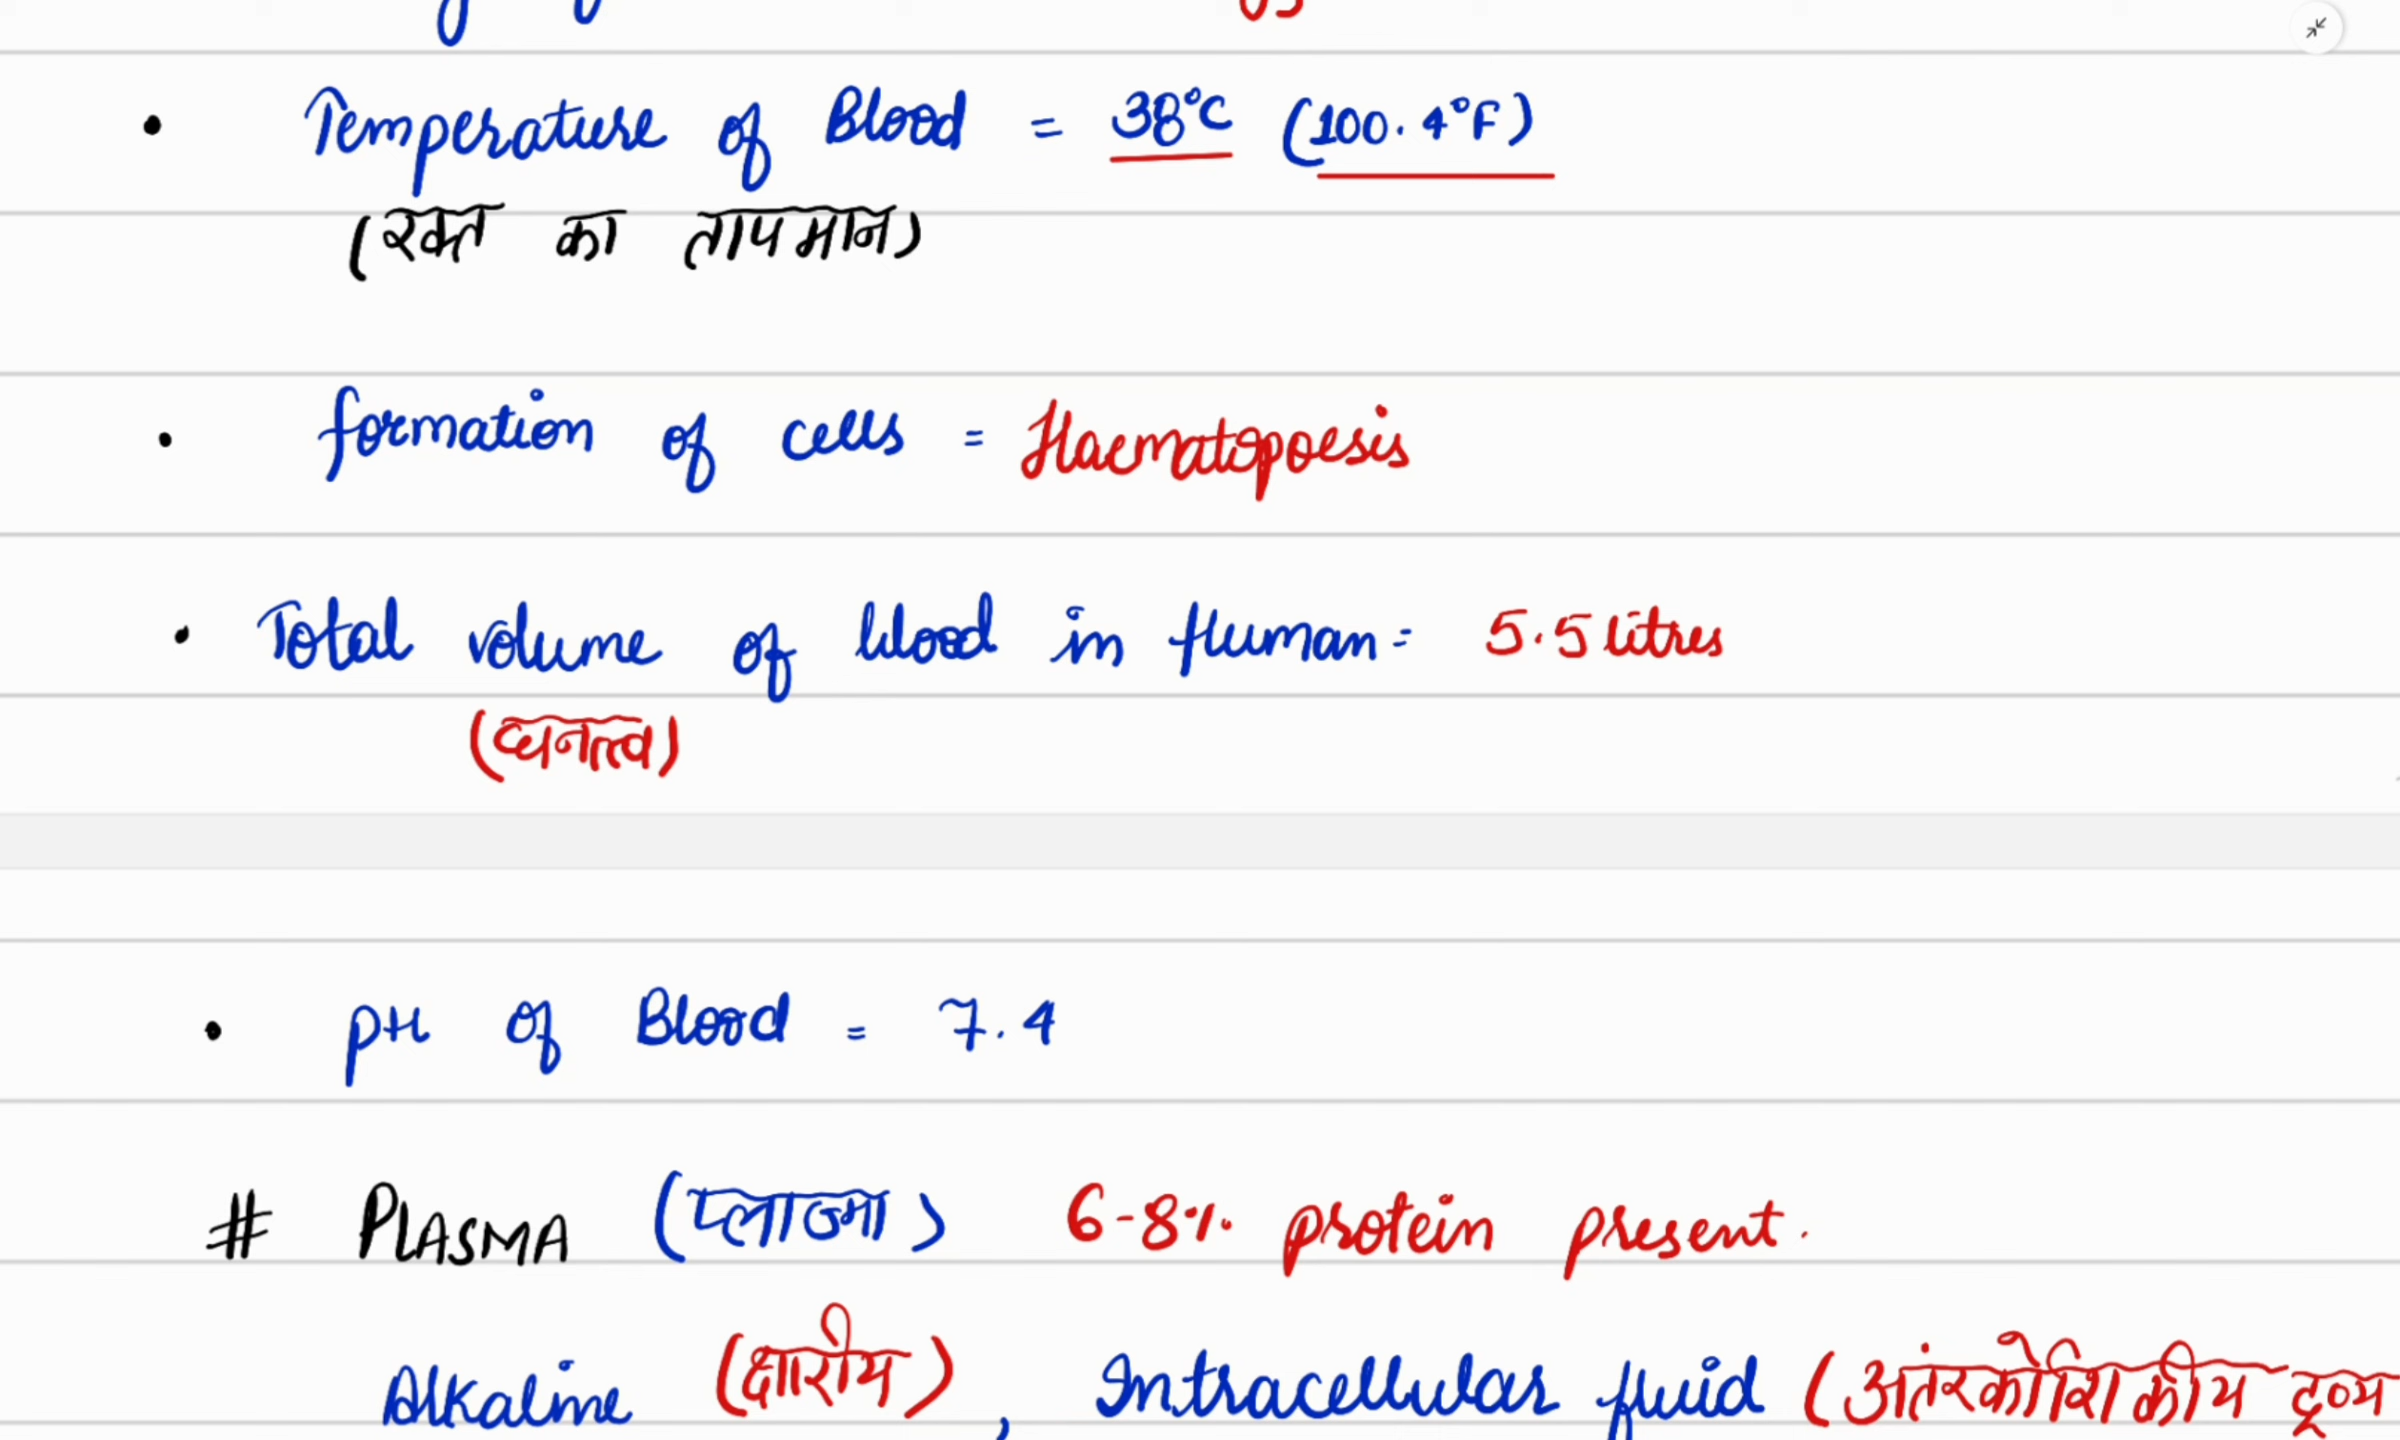 • Temperature of Blood = 38°C (100.4°F)
(रक्त का तापमान)
• formation of cells = Haematopoesis
• Total volume of blood in Human = 5.5 litres
(घनत्व)
• pH of Blood = 7.4
# PLASMA (प्लाज्मा) 6-8% protein present.
Alkaline (क्षारीय), Intracellular fluid (अंतरकोशिकीय द्रव्य